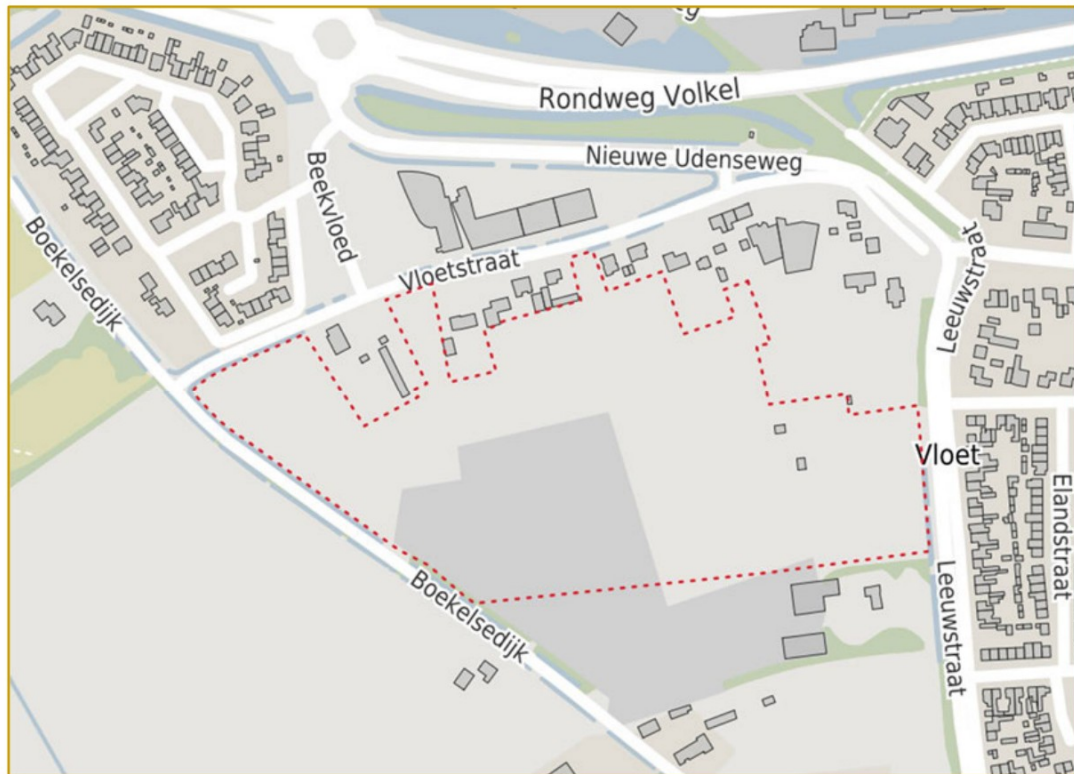 Rondweg Volkel
Nieuwe Udenseweg
Beekvloed
Boekelsedijk
Vloetstraat
Leeuwstraat
Vloet
Elandstraat
Boekelsedijk
Leeuwstraat